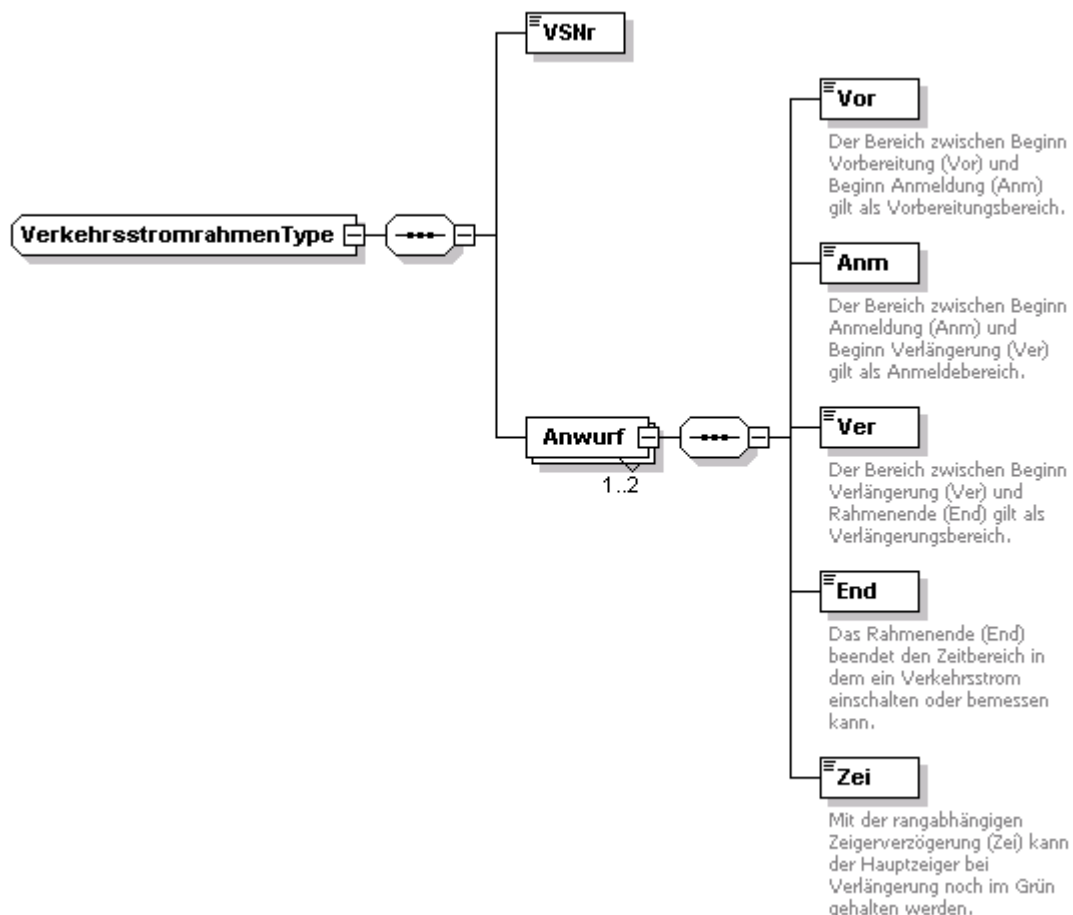 VSNr
Vor
Der Bereich zwischen Beginn
Vorbereitung (Vor) und
Beginn Anmeldung (Anm)
gilt als Vorbereitungsbereich.
VerkehrsstromrahmenType
Anm
Der Bereich zwischen Beginn
Anmeldung (Anm) und
Beginn Verlängerung (Ver)
gilt als Anmeldebereich.
Anwurf
1..2
Ver
Der Bereich zwischen Beginn
Verlängerung (Ver) und
Rahmenende (End) gilt als
Verlängerungsbereich.
End
Das Rahmenende (End)
beendet den Zeitbereich in
dem ein Verkehrsstrom
einschalten oder bemessen
kann.
Zei
Mit der rangabhängigen
Zeigerverzögerung (Zei) kann
der Hauptzeiger bei
Verlängerung noch im Grün
gehalten werden.